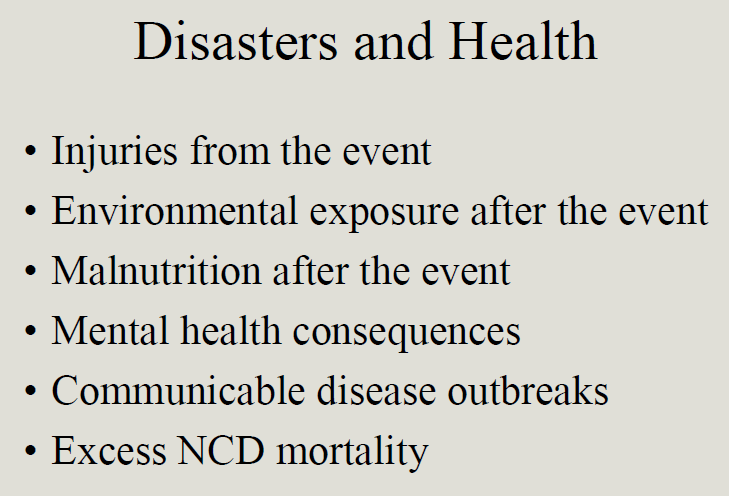 Disasters and Health
• Injuries from the event
• Environmental exposure after the event
• Malnutrition after the event
• Mental health consequences
• Communicable disease outbreaks
• Excess NCD mortality